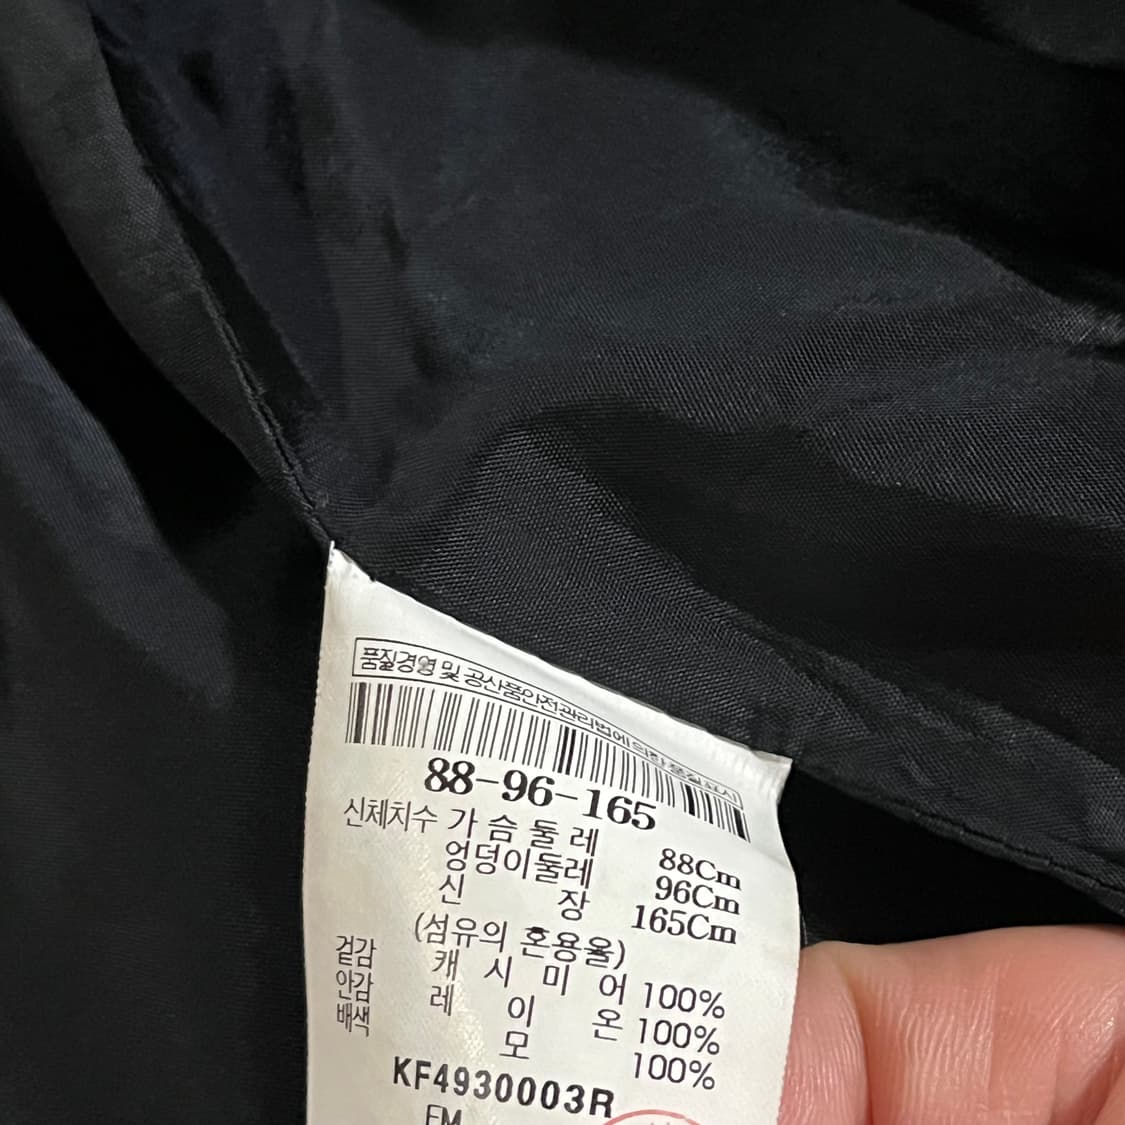 품질경영 및 공산품안전관리법에 의한 품질표시
88-96-165
신체치수 가슴둘레 88Cm
엉덩이둘레 96Cm
신장 165Cm
(섬유의 혼용율)
겉감 캐시미어 100%
안감 레이온 100%
배색 모 100%
KF4930003R